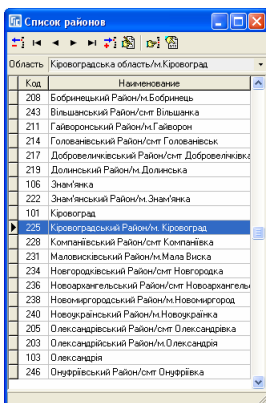 Список районов
Область Кіровоградська область/м.Кіровоград
Код Наименование
208 Бобринецький Район/м.Бобринець
243 Вільшанський Район/смт Вільшанка
211 Гайворонський Район/м.Гайворон
214 Голованівський Район/смт Голованівськ
217 Добровеличківський Район/смт Добровеличківка
219 Долинський Район/м.Долинська
106 Знам'янка
222 Знам'янський Район/м.Знам'янка
101 Кіровоград
225 Кіровоградський Район/м. Кіровоград
228 Компаніївський Район/смт Компаніївка
231 Маловисківський Район/м.Мала Виска
234 Новгородківський Район/смт Новгородка
236 Новоархангельський Район/смт Новоархангель
238 Новомиргородський Район/м.Новомиргород
240 Новоукраїнський Район/м.Новоукраїнка
205 Олександрівський Район/смт Олександрівка
203 Олександрійський Район/м.Олександрія
103 Олександрія
246 Онуфріївський Район/смт Онуфріївка